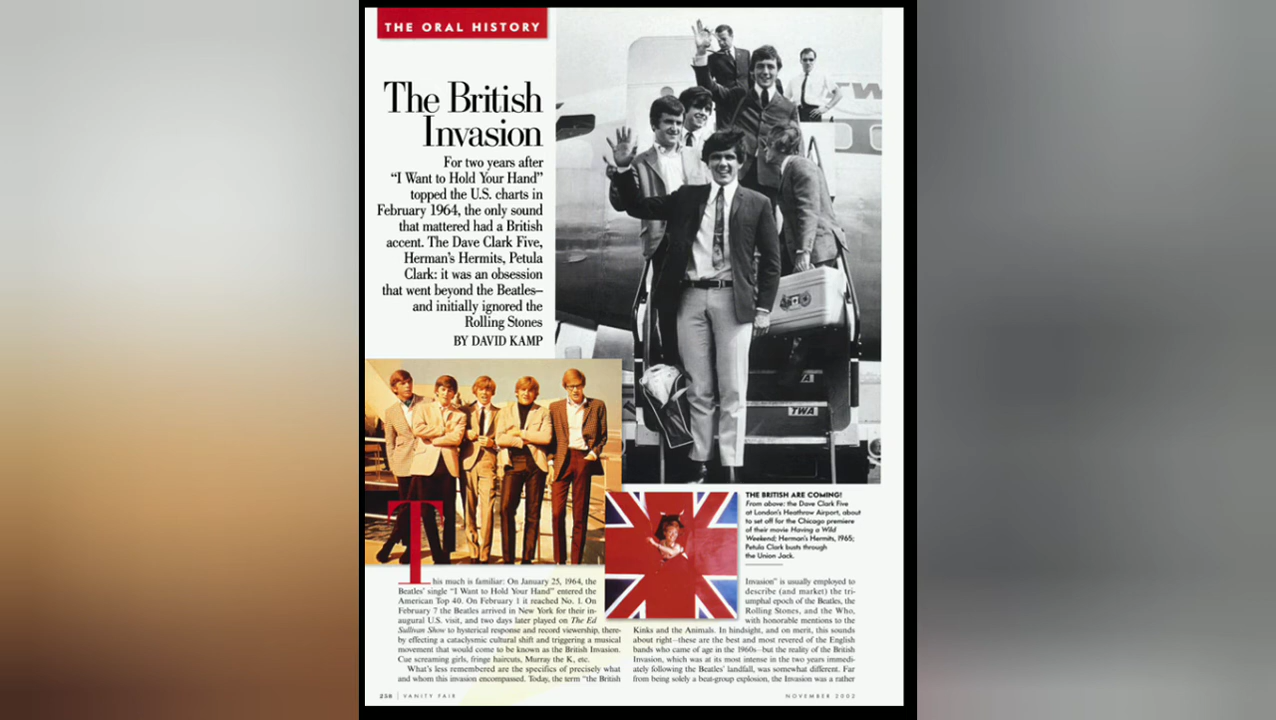 THE ORAL HISTORY
The British
Invasion
For two years after
“I Want to Hold Your Hand”
topped the U.S. charts in
February 1964, the only sound
that mattered had a British
accent. The Dave Clark Five,
Herman’s Hermits, Petula
Clark: it was an obsession
that went beyond the Beatles–
and initially ignored the
Rolling Stones
BY DAVID KAMP
TW
A
TWA
THE BRITISH ARE COMING!
From above: the Dave Clark Five
at London’s Heathrow Airport, about
to set off for the Chicago premiere
of their movie Having a Wild
Weekend; Herman’s Hermits, 1965;
Petula Clark busts through
the Union Jack.
This much is familiar: On January 25, 1964, the
Beatles’ single “I Want to Hold Your Hand” entered the
American Top 40. On February 1 it reached No. 1. On
February 7 the Beatles arrived in New York for their in-
augural U.S. visit, and two days later played on The Ed
Sullivan Show to hysterical response and record viewership, there-
by effecting a cataclysmic cultural shift and triggering a musical
movement that would come to be known as the British Invasion.
Cue screaming girls, fringe haircuts, Murray the K, etc.
What’s less remembered are the specifics of precisely what
and whom this invasion encompassed. Today, the term “the British
Invasion” is usually employed to
describe (and market) the tri-
umphal epoch of the Beatles, the
Rolling Stones, and the Who,
with honorable mentions to the
Kinks and the Animals. In hindsight, and on merit, this sounds
about right–these are the best and most revered of the English
bands who came of age in the 1960s–but the reality of the British
Invasion, which was at its most intense in the two years immedi-
ately following the Beatles’ landfall, was somewhat different. Far
from being solely a beat-group explosion, the Invasion was a rather
238 | VANITY FAIR
NOVEMBER 2002